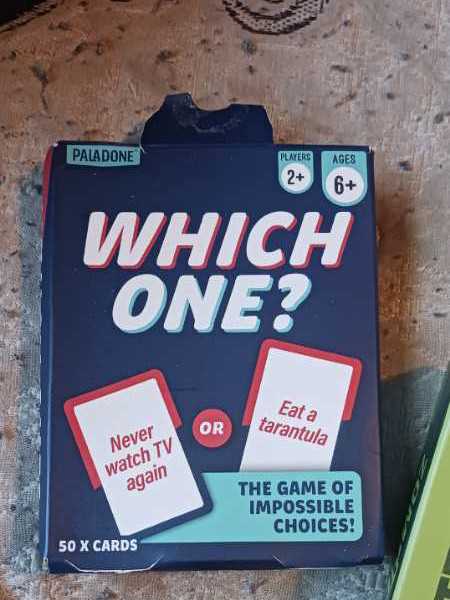 PALADONE
PLAYERS
2+
AGES
6+
WHICH
ONE?
Never
watch TV
again
OR
Eat a
tarantula
THE GAME OF
IMPOSSIBLE
CHOICES!
50 X CARDS